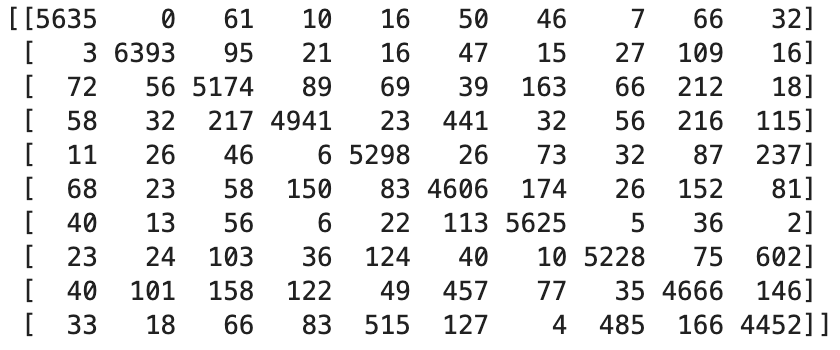 [[5635 0 61 10 16 50 46 7 66 32]
[ 3 6393 95 21 16 47 15 27 109 16]
[ 72 56 5174 89 69 39 163 66 212 18]
[ 58 32 217 4941 23 441 32 56 216 115]
[ 11 26 46 6 5298 26 73 32 87 237]
[ 68 23 58 150 83 4606 174 26 152 81]
[ 40 13 56 6 22 113 5625 5 36 2]
[ 23 24 103 36 124 40 10 5228 75 602]
[ 40 101 158 122 49 457 77 35 4666 146]
[ 33 18 66 83 515 127 4 485 166 4452]]